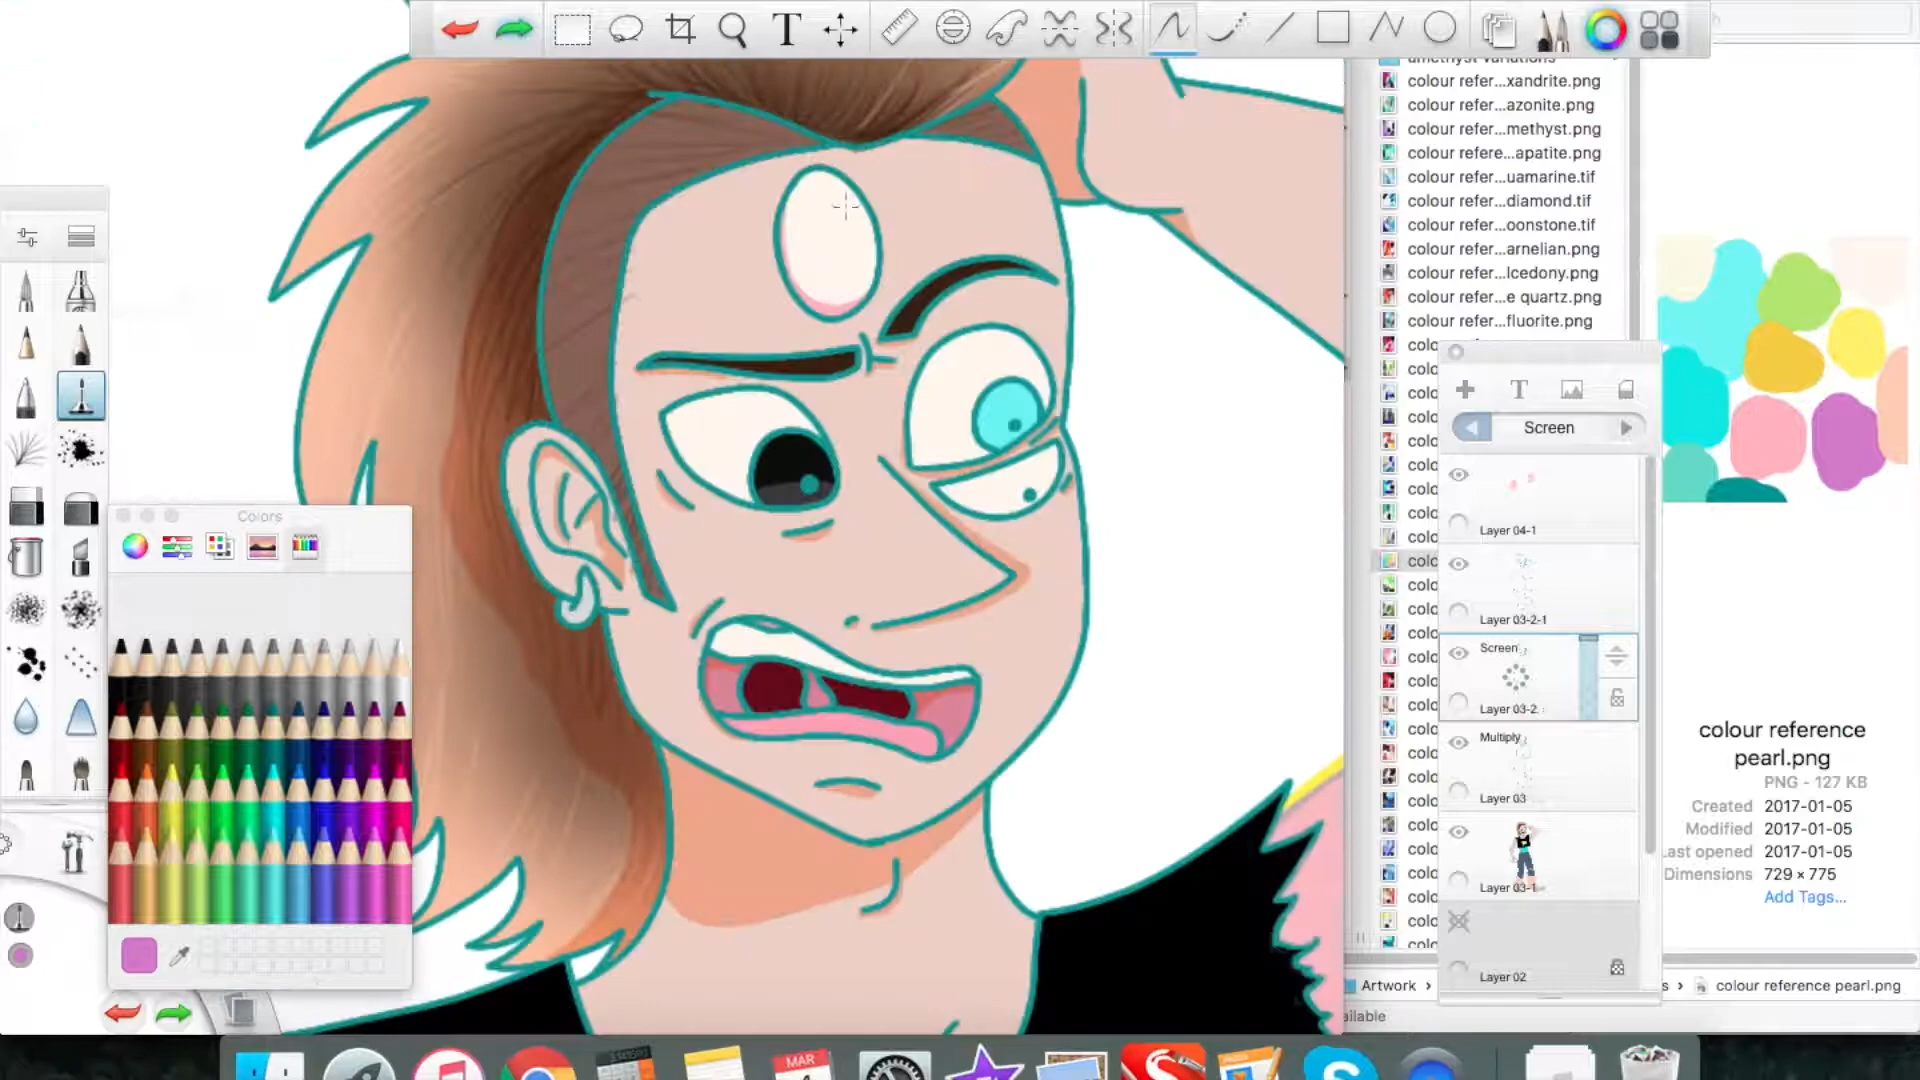 colour refer...xandrite.png
colour refer...azonite.png
colour refer...methyst.png
colour refere...apatite.png
colour refer...uamarine.tif
colour refer...diamond.tif
colour refer...oonstone.tif
colour refer...arnelian.png
colour refer...lcedony.png
colour refer...e quartz.png
colour refer...fluorite.png
Screen
Layer 04-1
Layer 03-2-1
Screen
Layer 03-2
Multiply
Layer 03
Layer 03-1
Layer 02
Colors
colour reference
pearl.png
PNG - 127 KB
Created 2017-01-05
Modified 2017-01-05
Last opened 2017-01-05
Dimensions 729 × 775
Add Tags...
Artwork ›
s › colour reference pearl.png
ailable
MAR